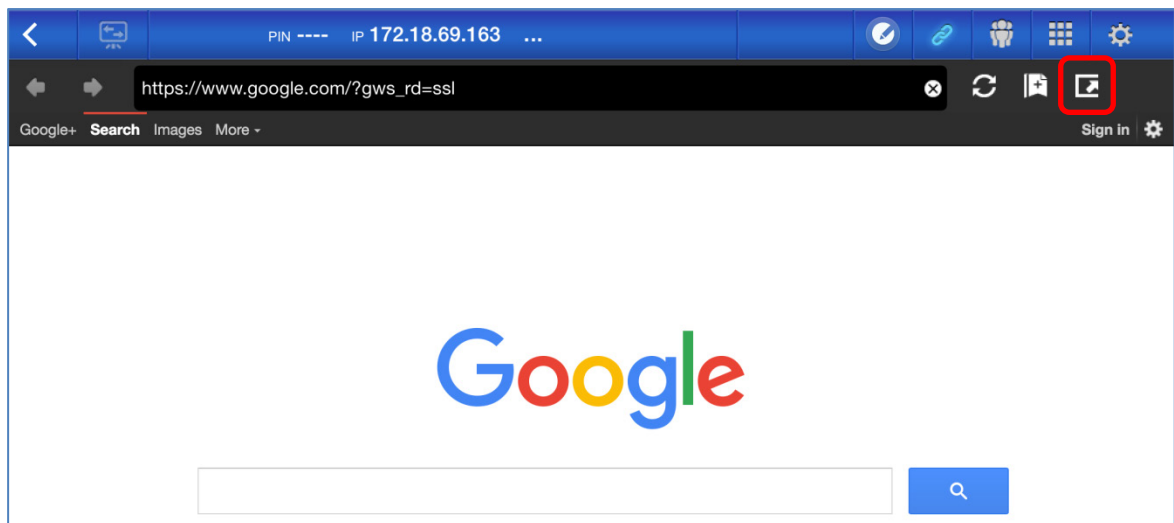 PIN ---- IP 172.18.69.163 ...
https://www.google.com/?gws_rd=ssl
Google+ Search Images More Sign in
Google